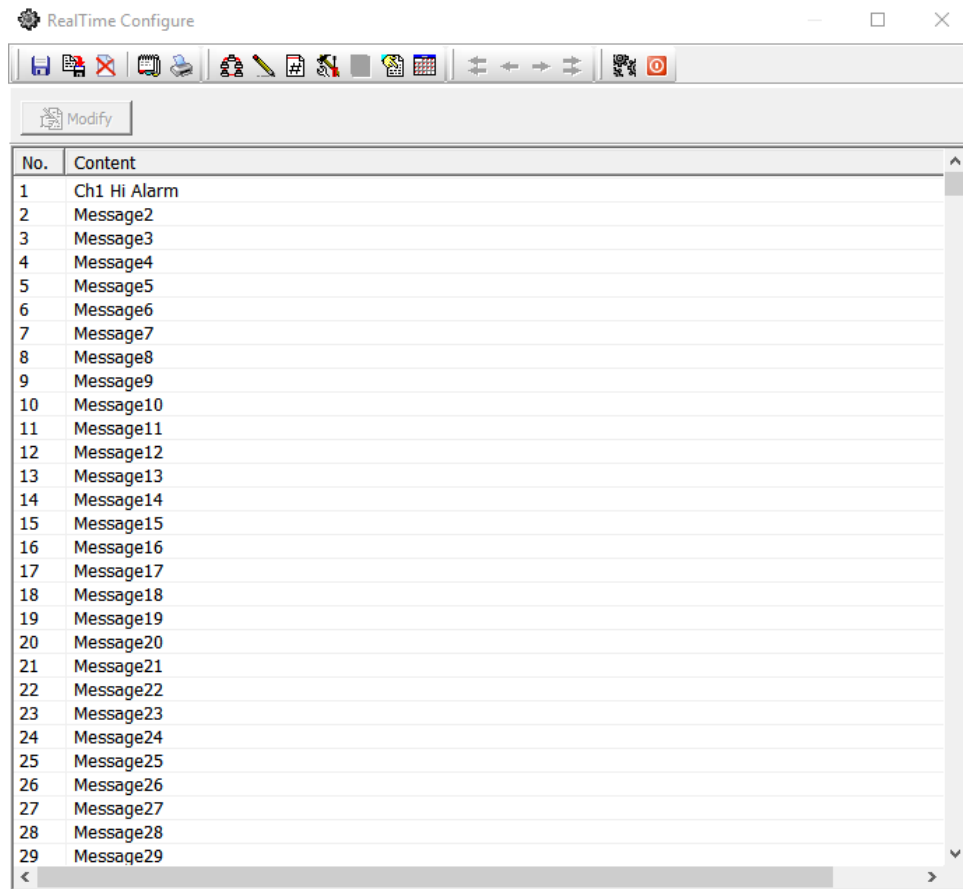 RealTime Configure
Modify
No. Content
1 Ch1 Hi Alarm
2 Message2
3 Message3
4 Message4
5 Message5
6 Message6
7 Message7
8 Message8
9 Message9
10 Message10
11 Message11
12 Message12
13 Message13
14 Message14
15 Message15
16 Message16
17 Message17
18 Message18
19 Message19
20 Message20
21 Message21
22 Message22
23 Message23
24 Message24
25 Message25
26 Message26
27 Message27
28 Message28
29 Message29